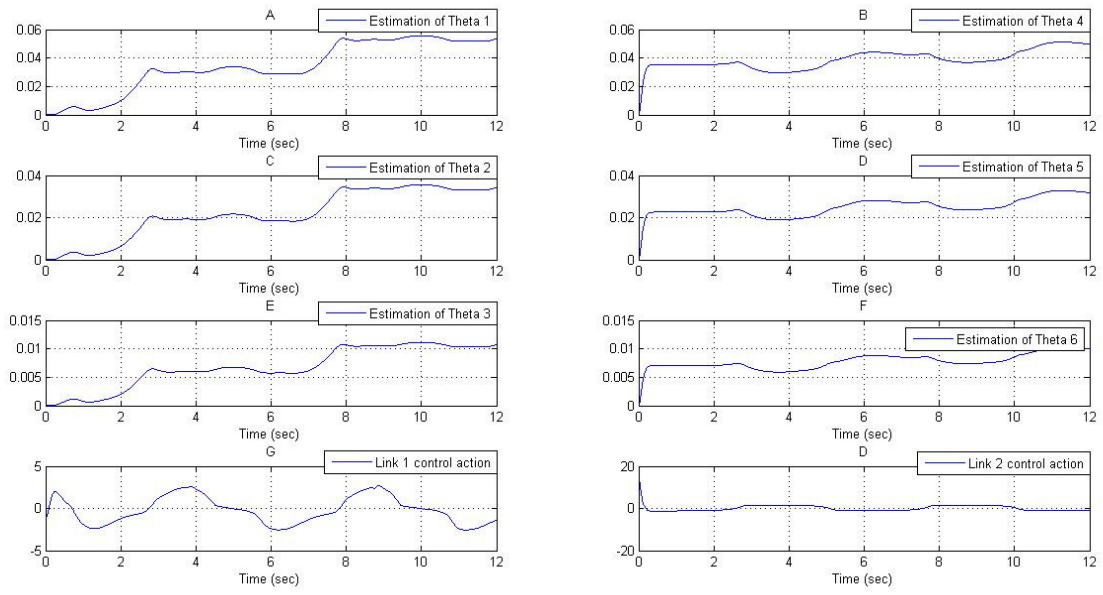 A
Estimation of Theta 1
0.06
0.04
0.02
0
0 2 4 6 8 10 12
Time (sec)
B
Estimation of Theta 4
0.06
0.04
0.02
0
0 2 4 6 8 10 12
Time (sec)
C
Estimation of Theta 2
0.04
0.02
0
0 2 4 6 8 10 12
Time (sec)
D
Estimation of Theta 5
0.04
0.02
0
0 2 4 6 8 10 12
Time (sec)
E
Estimation of Theta 3
0.015
0.01
0.005
0
0 2 4 6 8 10 12
Time (sec)
F
Estimation of Theta 6
0.015
0.01
0.005
0
0 2 4 6 8 10 12
Time (sec)
G
Link 1 control action
5
0
-5
0 2 4 6 8 10 12
Time (sec)
D
Link 2 control action
20
0
-20
0 2 4 6 8 10 12
Time (sec)